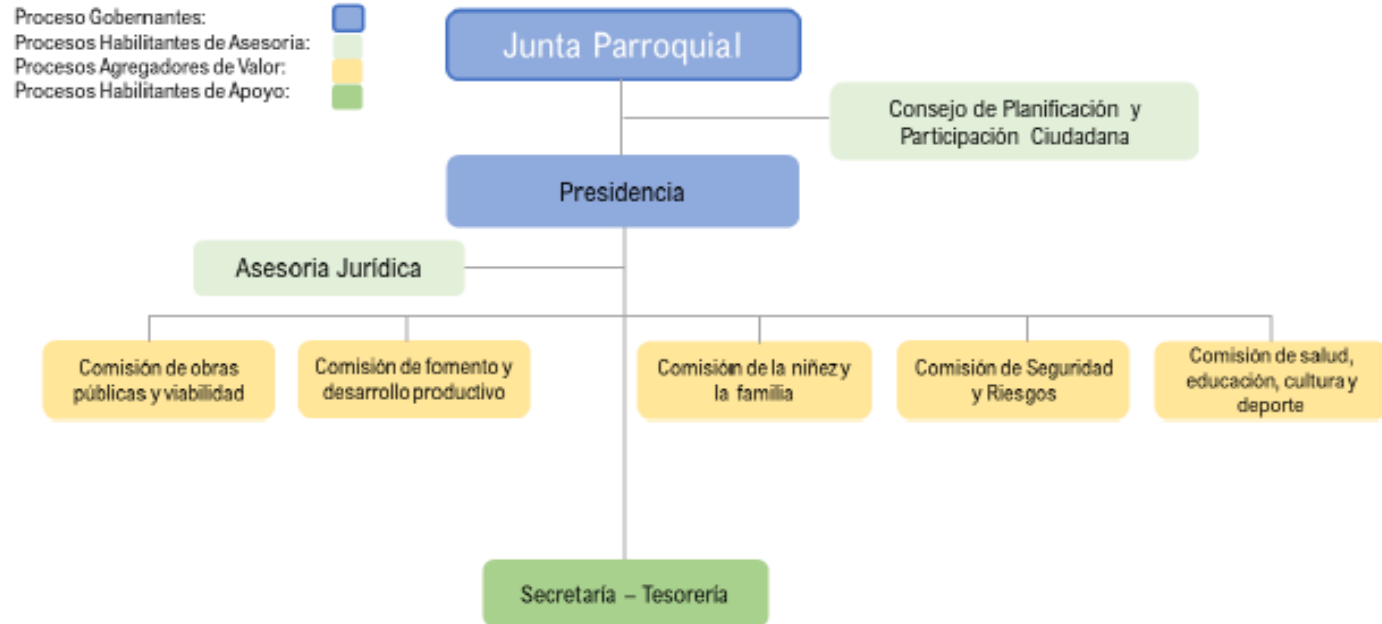 Proceso Gobernantes:
Procesos Habilitantes de Asesoria:
Procesos Agregadores de Valor:
Procesos Habilitantes de Apoyo:
Junta Parroquial
Consejo de Planificación y
Participación Ciudadana
Presidencia
Asesoria Jurídica
Comisión de obras
públicas y viabilidad
Comisión de fomento y
desarrollo productivo
Comisión de la niñez y
la familia
Comisión de Seguridad
y Riesgos
Comisión de salud,
educación, cultura y
deporte
Secretaría – Tesorería